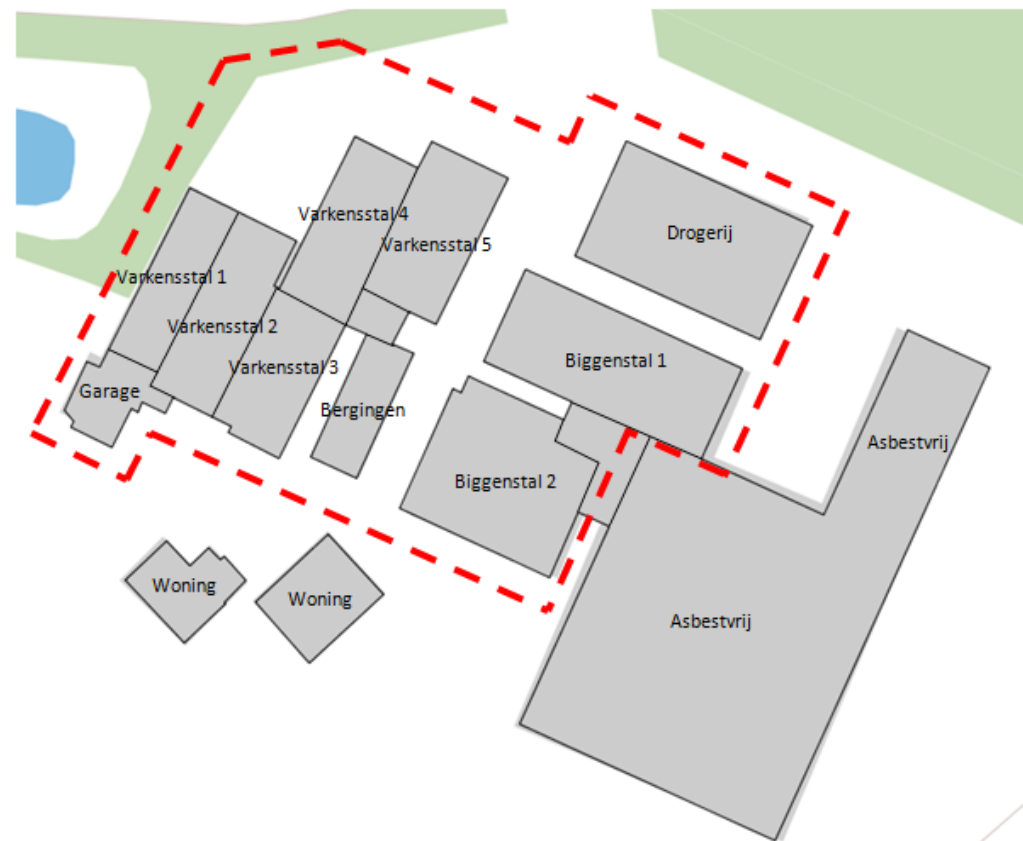 Varkensstal 4
Drogerij
Varkensstal 5
Varkensstal 1
Varkensstal 2
Biggenstal 1
Varkensstal 3
Garage
Bergingen
Asbestvrij
Biggenstal 2
Woning
Woning
Asbestvrij